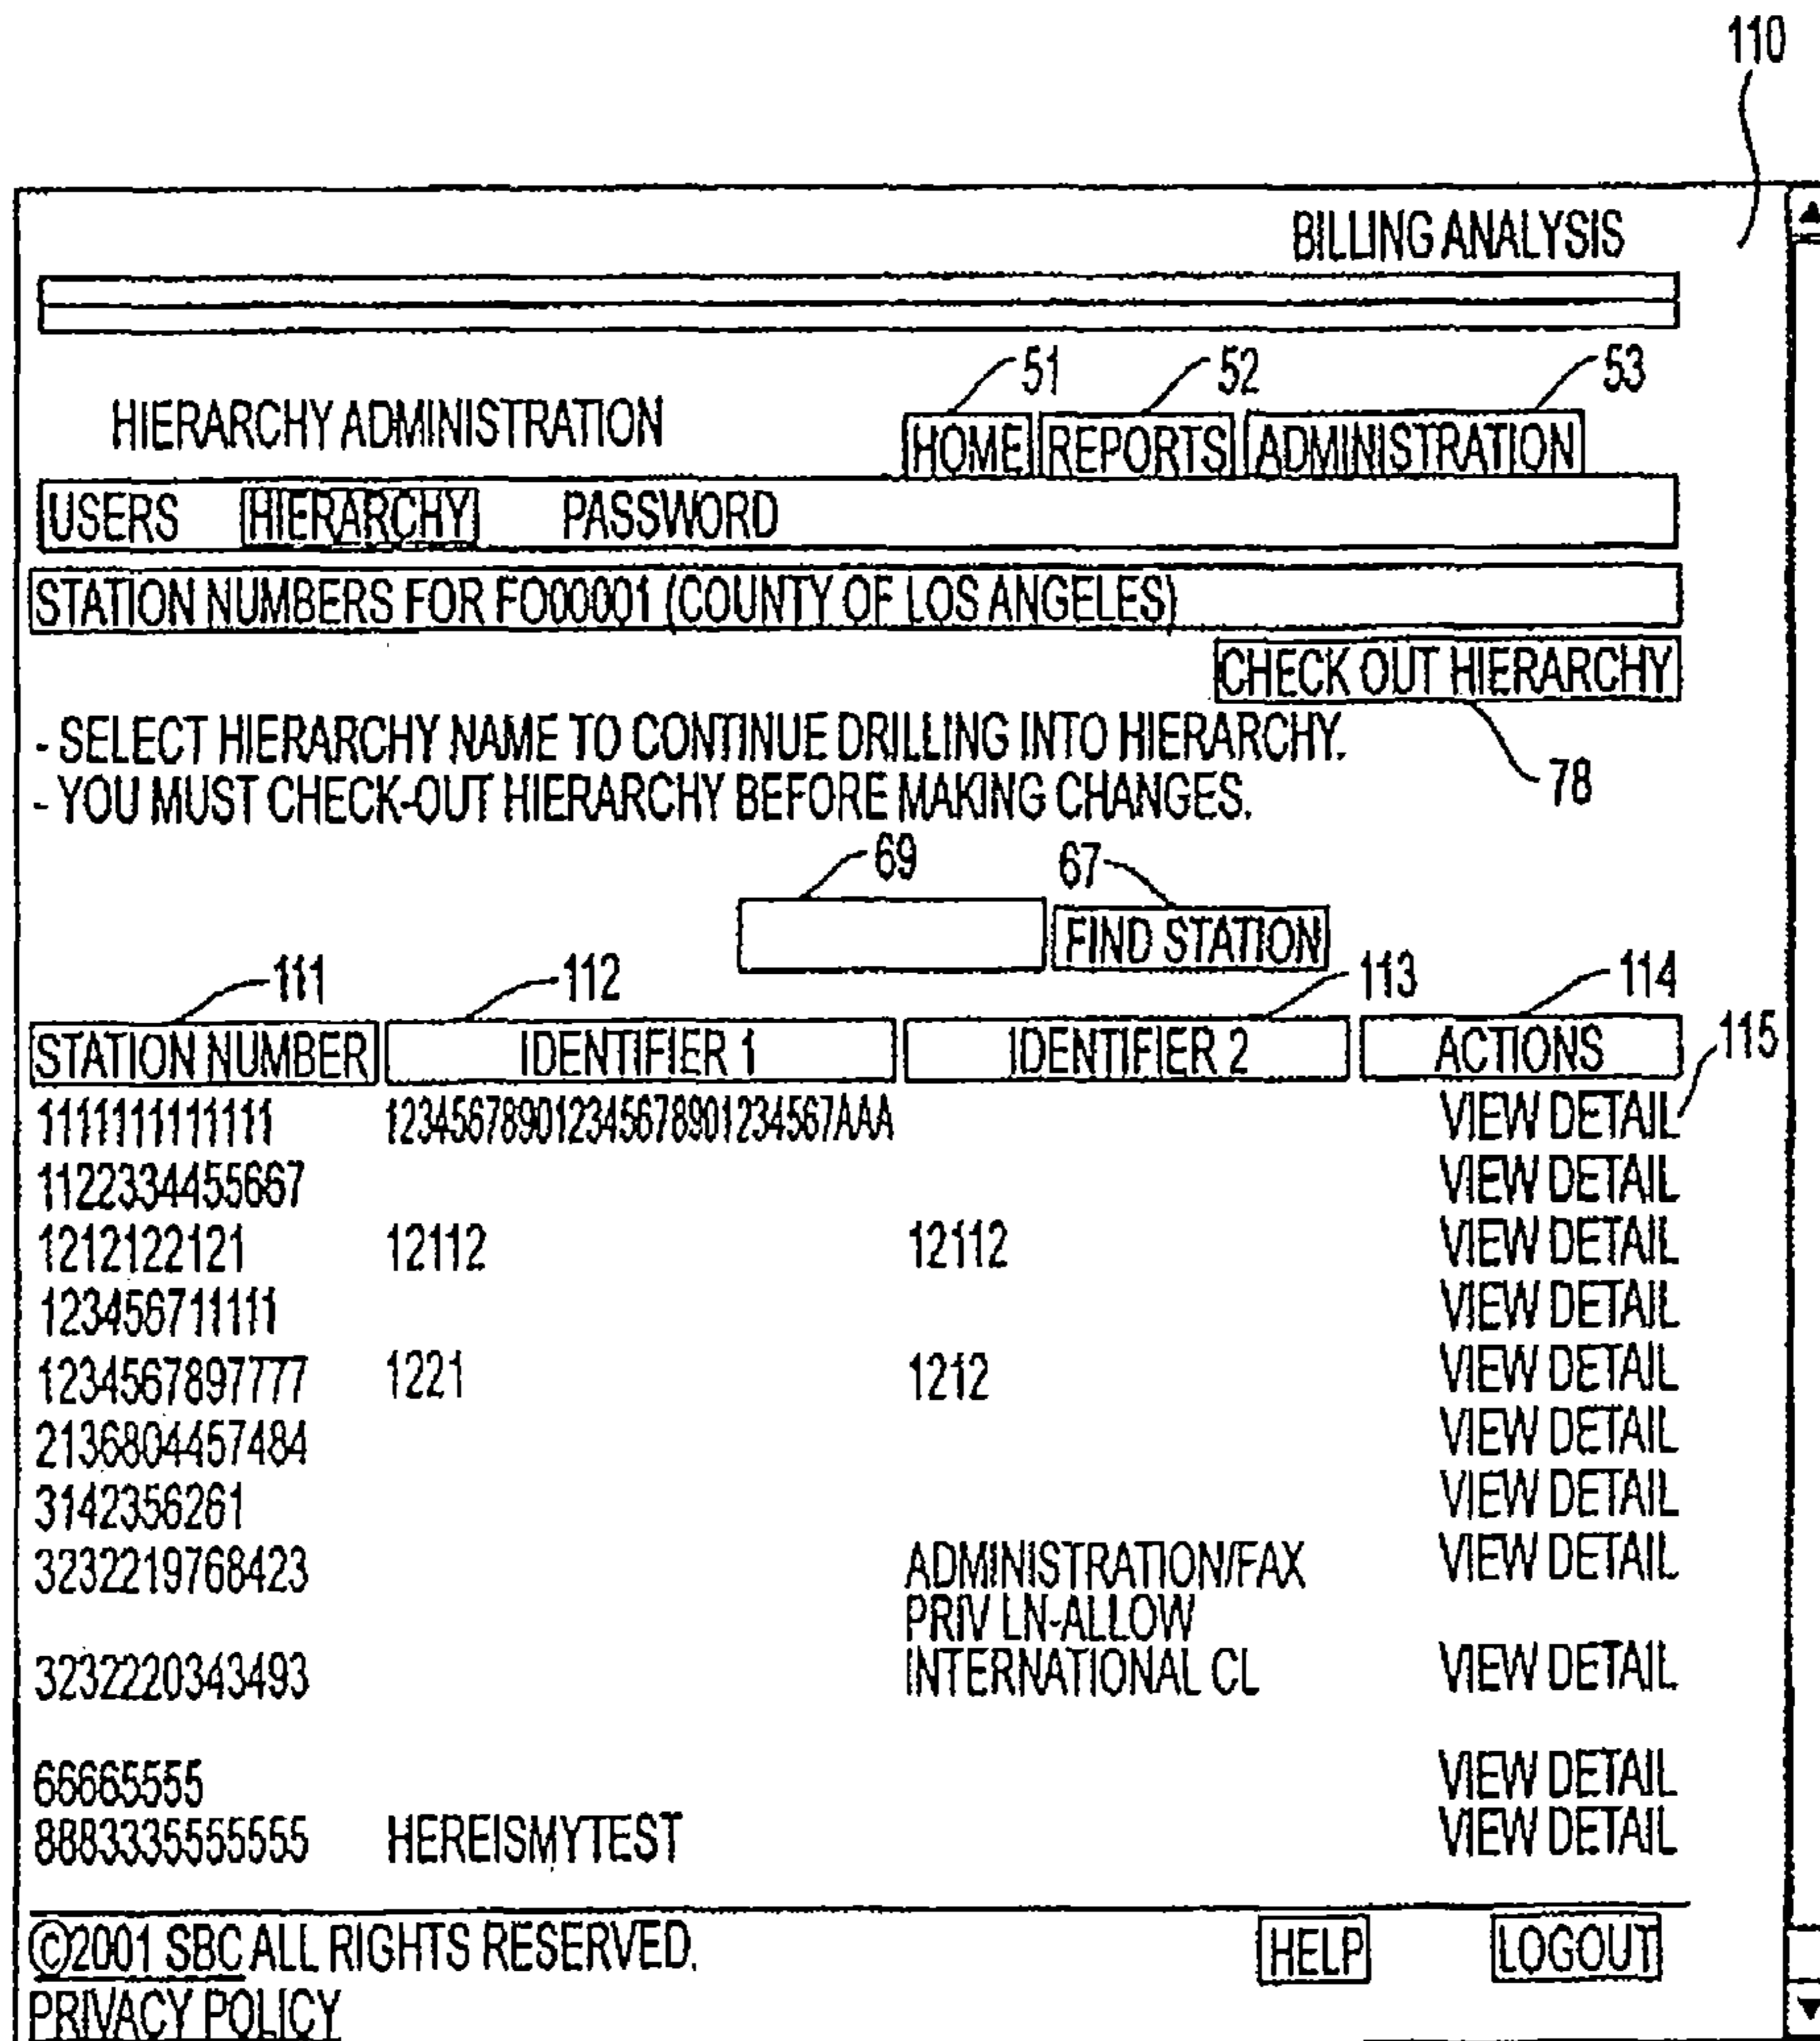 110
BILLING ANALYSIS
51 52 53
HIERARCHY ADMINISTRATION HOME REPORTS ADMINISTRATION
USERS HIERARCHY PASSWORD
STATION NUMBERS FOR FO00001 (COUNTY OF LOS ANGELES)
CHECK OUT HIERARCHY
- SELECT HIERARCHY NAME TO CONTINUE DRILLING INTO HIERARCHY.
- YOU MUST CHECK-OUT HIERARCHY BEFORE MAKING CHANGES.
78
69 67
FIND STATION
111 112 113 114
STATION NUMBER IDENTIFIER 1 IDENTIFIER 2 ACTIONS
115
1111111111111 123456789012345678901234567AAA VIEW DETAIL
1122334455667 VIEW DETAIL
1212122121 12112 12112 VIEW DETAIL
123456711111 VIEW DETAIL
1234567897777 1221 1212 VIEW DETAIL
2136804457484 VIEW DETAIL
3142356261 VIEW DETAIL
3232219768423 ADMINISTRATION/FAX VIEW DETAIL
PRIV LN-ALLOW
3232220343493 INTERNATIONAL CL VIEW DETAIL
66665555 VIEW DETAIL
8883335555555 HEREISMYTEST VIEW DETAIL
©2001 SBC ALL RIGHTS RESERVED. HELP LOGOUT
PRIVACY POLICY